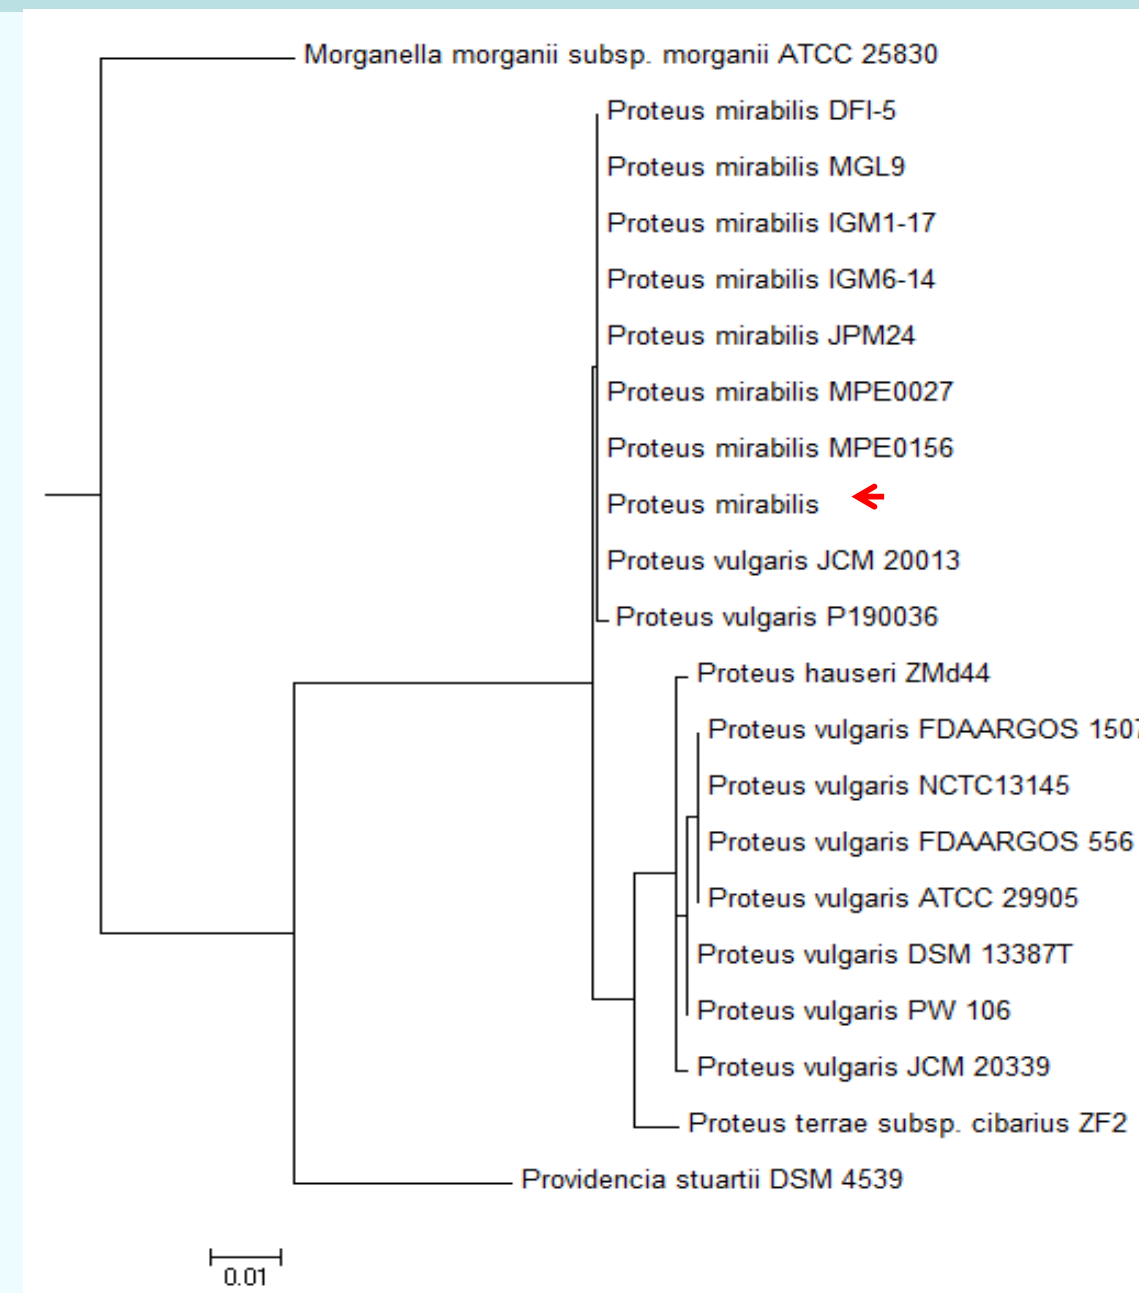 Morganella morganii subsp. morganii ATCC 25830
Proteus mirabilis DFI-5
Proteus mirabilis MGL9
Proteus mirabilis IGM1-17
Proteus mirabilis IGM6-14
Proteus mirabilis JPM24
Proteus mirabilis MPE0027
Proteus mirabilis MPE0156
Proteus mirabilis
Proteus vulgaris JCM 20013
Proteus vulgaris P190036
Proteus hauseri ZMd44
Proteus vulgaris FDAARGOS 1507
Proteus vulgaris NCTC13145
Proteus vulgaris FDAARGOS 556
Proteus vulgaris ATCC 29905
Proteus vulgaris DSM 13387T
Proteus vulgaris PW 106
Proteus vulgaris JCM 20339
Proteus terrae subsp. cibarius ZF2
Providencia stuartii DSM 4539
0.01